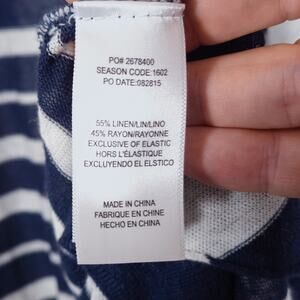 PO# 2678400
SEASON CODE:1602
PO DATE:082815
55% LINEN/LIN/LINO
45% RAYON/RAYONNE
EXCLUSIVE OF ELASTIC
HORS L'ÉLASTIQUE
EXCLUYENDO EL ELSTICO
MADE IN CHINA
FABRIQUE EN CHINE
HECHO EN CHINA